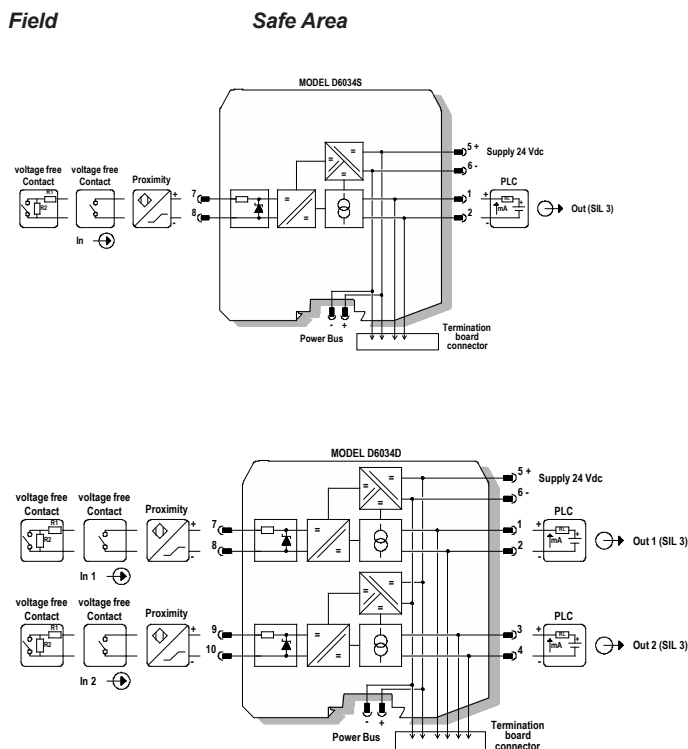 Field Safe Area
MODEL D6034S
5 + Supply 24 Vdc
6 -
voltage free voltage free
Contact Contact Proximity PLC
R1 + 7 1 + RL
R2 mA Out (SIL 3)
- 8 2 -
In
- +
Power Bus
Termination
board
connector
MODEL D6034D
5 + Supply 24 Vdc
6 -
voltage free voltage free
Contact Contact Proximity PLC
R1 + 7 1 + RL
R2 mA Out 1 (SIL 3)
- 8 2 -
In 1
voltage free voltage free
Contact Contact Proximity PLC
R1 + 9 3 + RL
R2 mA Out 2 (SIL 3)
- 10 4 -
In 2
- +
Power Bus
Termination
board
connector